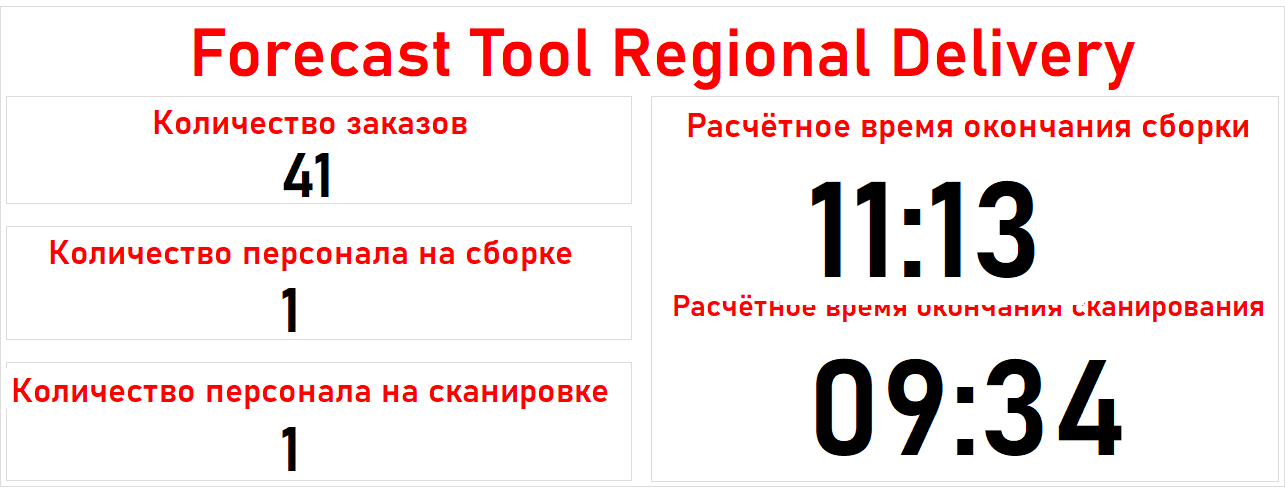 Forecast Tool Regional Delivery
Количество заказов
41
Количество персонала на сборке
1
Количество персонала на сканировке
1
Расчётное время окончания сборки
11:13
Расчётное время окончания сканирования
09:34